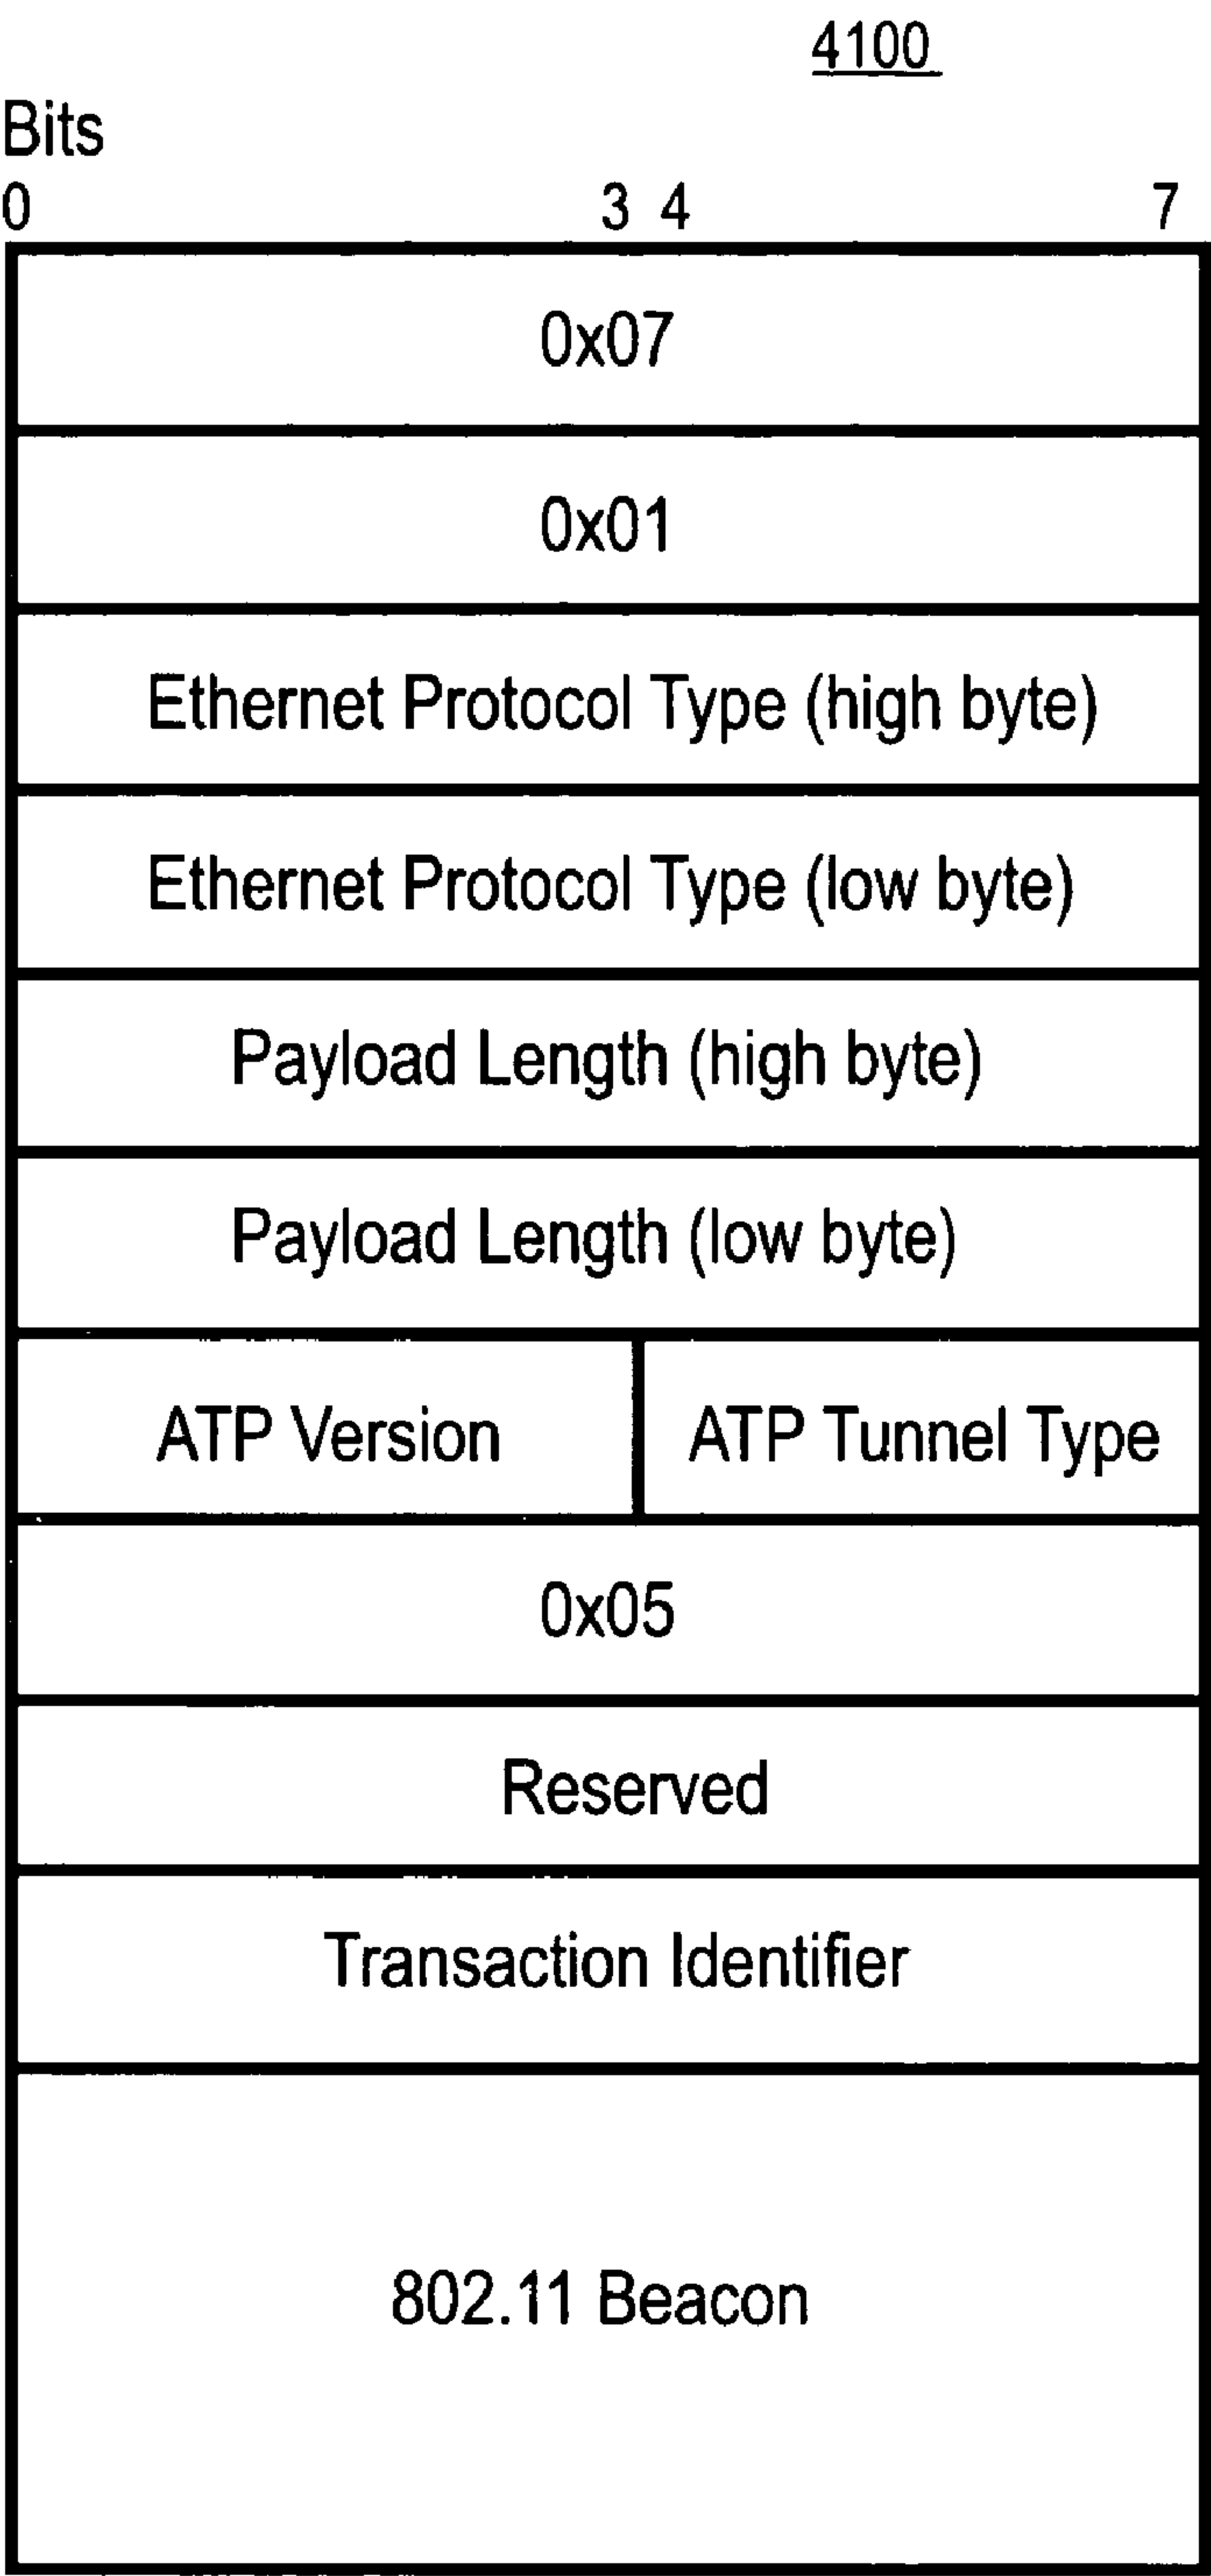 4100
Bits
0 3 4 7
0x07
0x01
Ethernet Protocol Type (high byte)
Ethernet Protocol Type (low byte)
Payload Length (high byte)
Payload Length (low byte)
ATP Version ATP Tunnel Type
0x05
Reserved
Transaction Identifier
802.11 Beacon